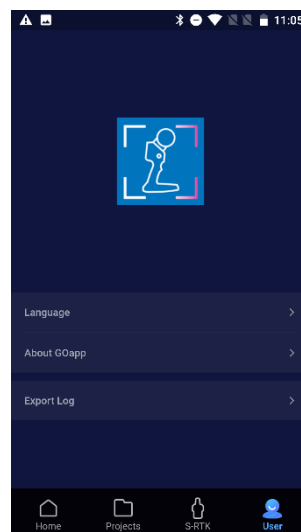 11:05
Language
About GOapp
Export Log
Home Projects S-RTK User